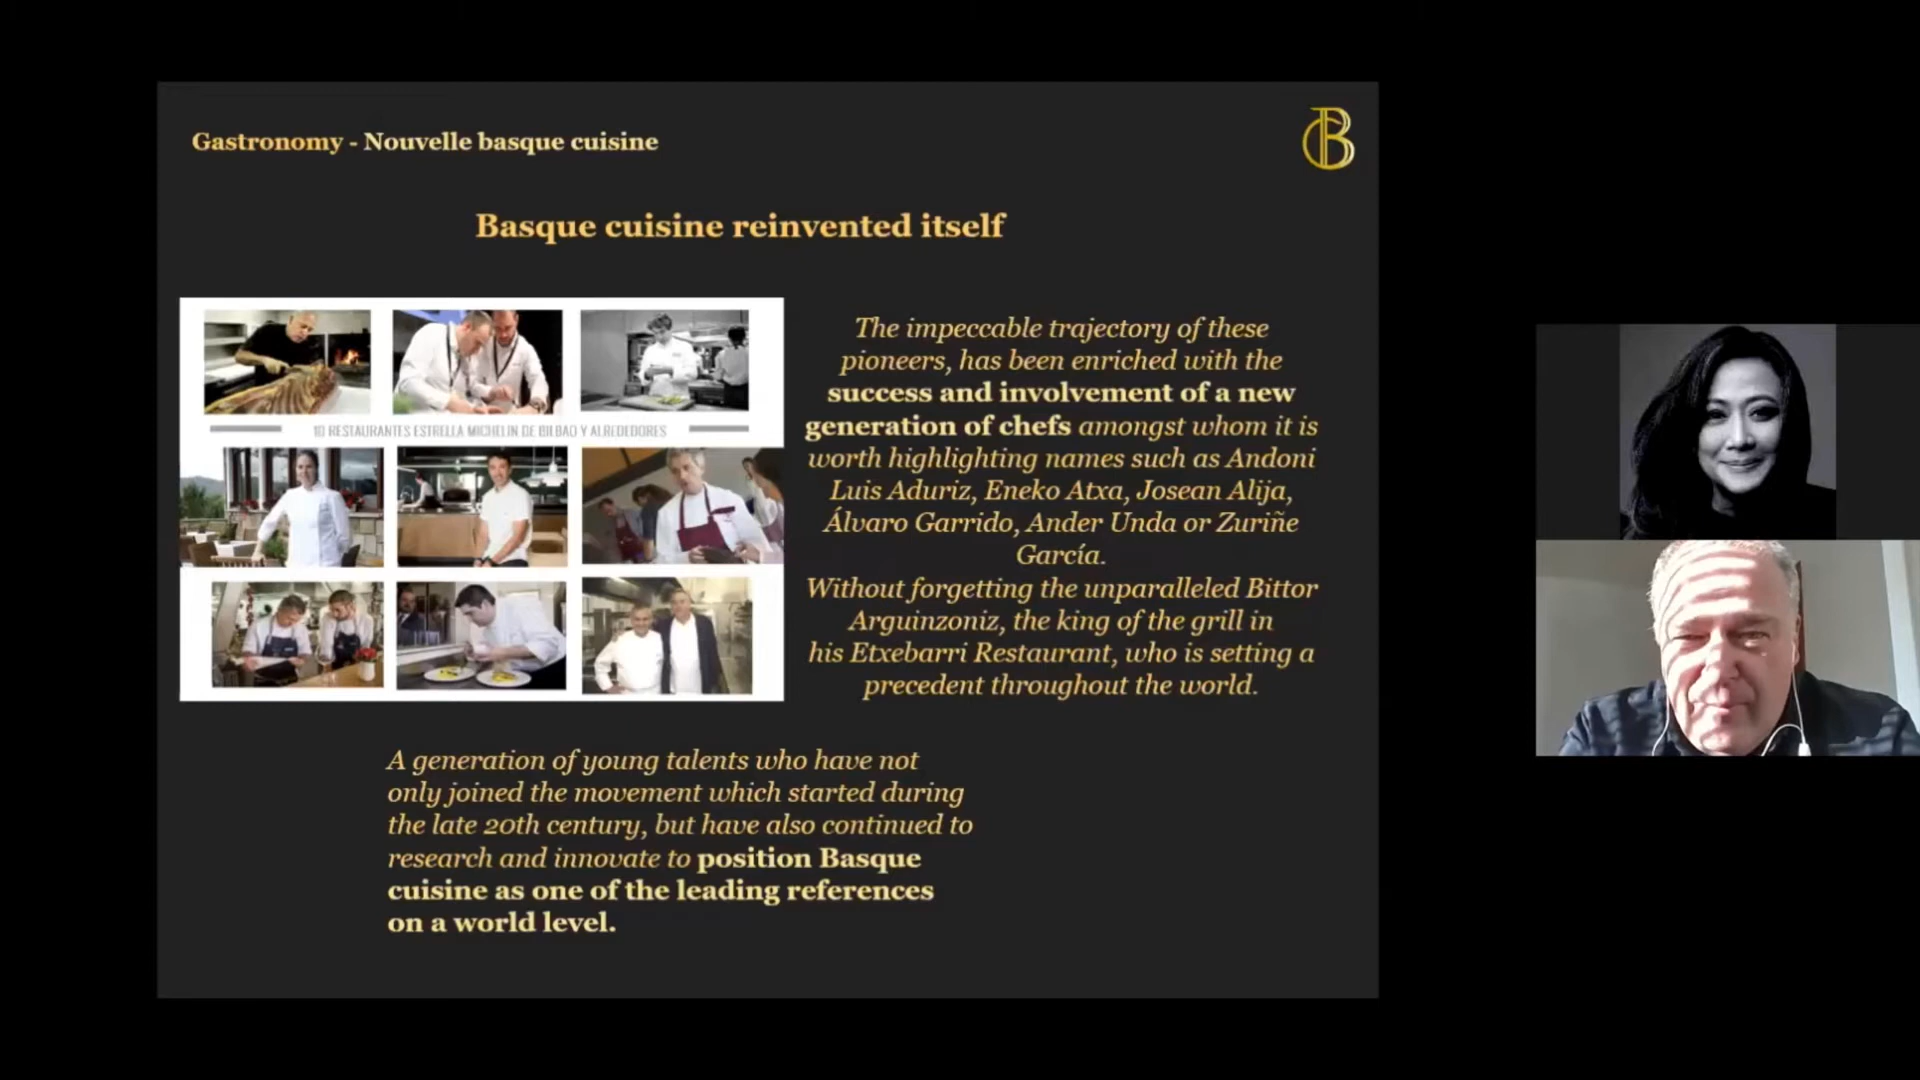 Gastronomy - Nouvelle basque cuisine
B
Basque cuisine reinvented itself
10 RESTAURANTES ESTRELLA MICHELIN DE BILBAO Y ALREDEDORES
The impeccable trajectory of these
pioneers, has been enriched with the
success and involvement of a new
generation of chefs amongst whom it is
worth highlighting names such as Andoni
Luis Aduriz, Eneko Atxa, Josean Alija,
Álvaro Garrido, Ander Unda or Zuriñe
García.
Without forgetting the unparalleled Bittor
Arguinzoniz, the king of the grill in
his Etxebarri Restaurant, who is setting a
precedent throughout the world.
A generation of young talents who have not
only joined the movement which started during
the late 20th century, but have also continued to
research and innovate to position Basque
cuisine as one of the leading references
on a world level.